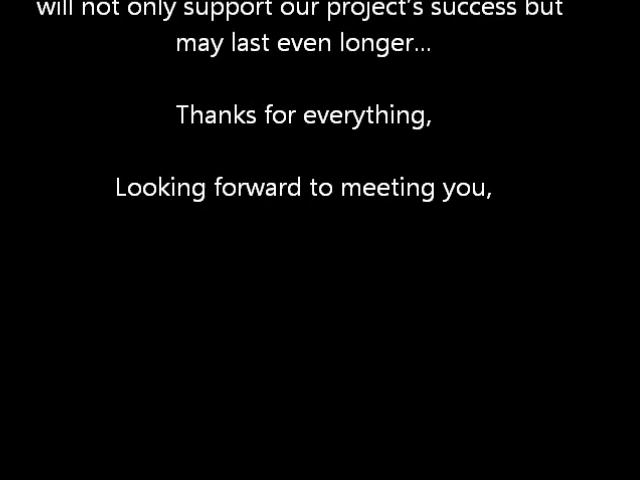 will not only support our project's success but
may last even longer...
Thanks for everything,
Looking forward to meeting you,